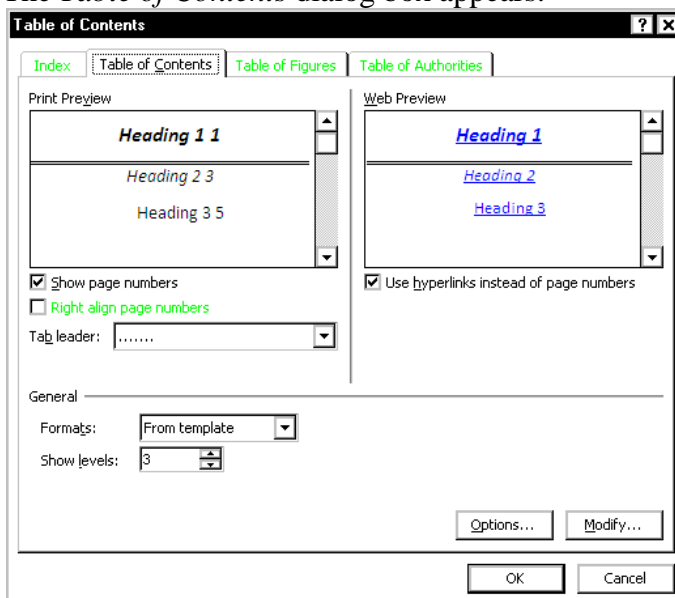 The Table of Contents dialog box appears.
Table of Contents
Index Table of Contents Table of Figures Table of Authorities
Print Preview Web Preview
Heading 1 1 Heading 1
Heading 2 3 Heading 2
Heading 3 5 Heading 3
Show page numbers Use hyperlinks instead of page numbers
Right align page numbers
Tab leader: .......
General
Formats: From template
Show levels: 3
Options... Modify...
OK Cancel